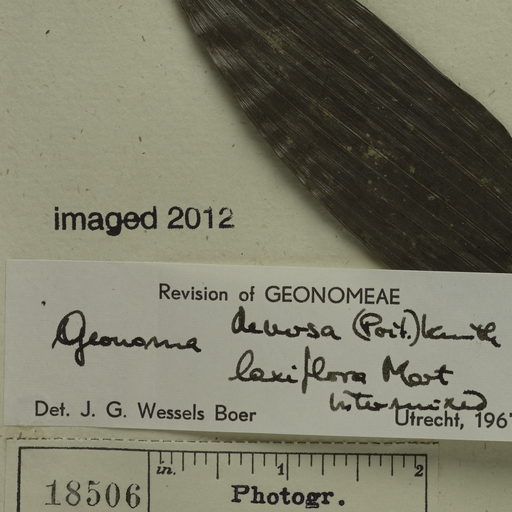 imaged 2012
Revision of GEONOMEAE
Geonoma deversa (Poit.) Kunth
laxiflora Mart
intermixed
Det. J. G. Wessels Boer
Utrecht, 196
in. 1 2
18506
Photogr.